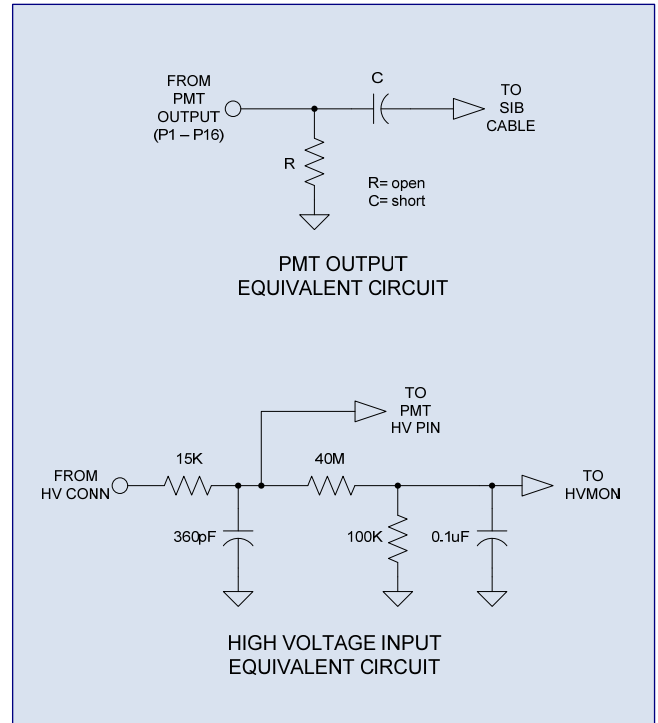 FROM
PMT
OUTPUT
(P1 – P16)
C
TO
SIB
CABLE
R
R= open
C= short
PMT OUTPUT
EQUIVALENT CIRCUIT
TO
PMT
HV PIN
FROM
HV CONN
15K
40M
TO
HVMON
360pF
100K
0.1uF
HIGH VOLTAGE INPUT
EQUIVALENT CIRCUIT